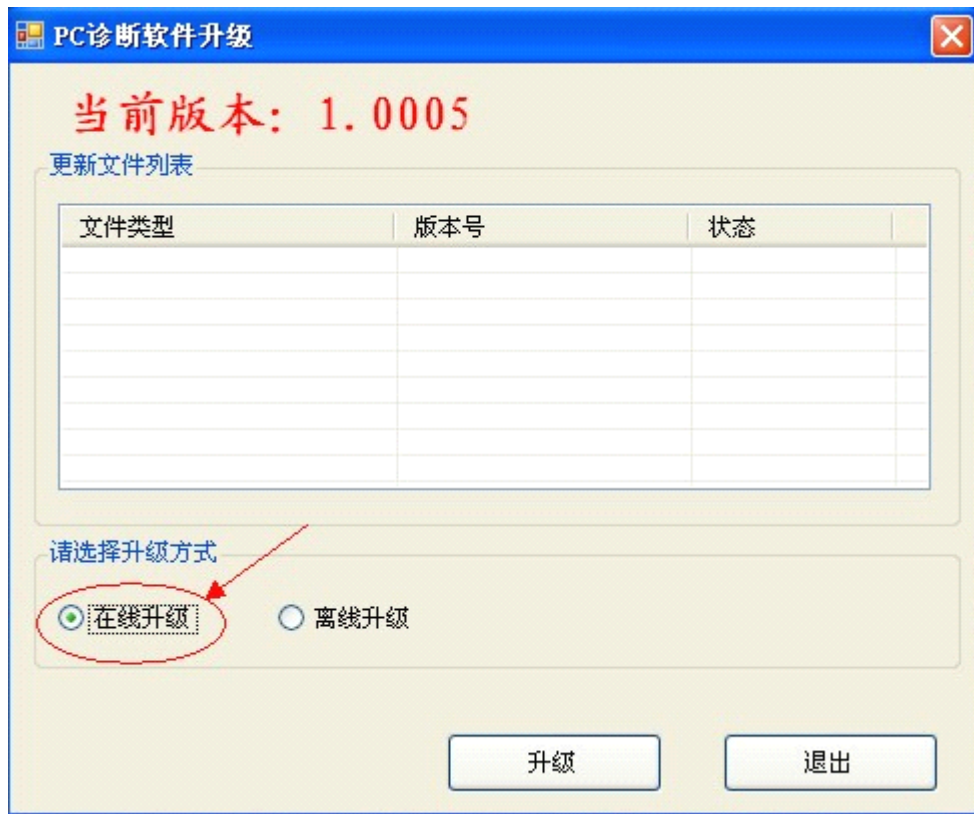 PC诊断软件升级
当前版本: 1.0005
更新文件列表
文件类型 版本号 状态
请选择升级方式
在线升级 离线升级
升级 退出